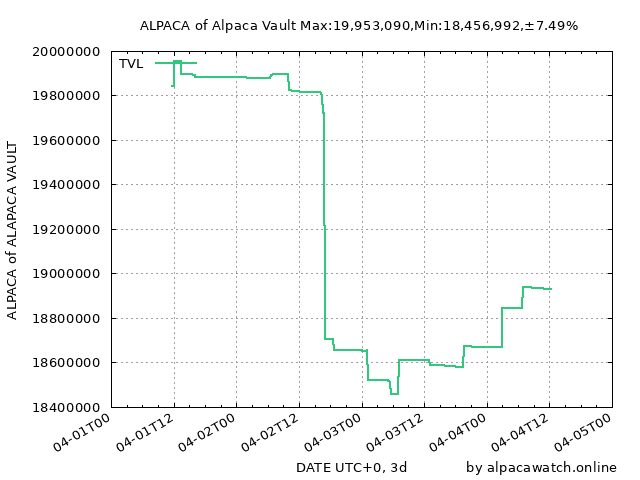 ALPACA of Alpaca Vault Max:19,953,090,Min:18,456,992,±7.49%
20000000
TVL
19800000
19600000
19400000
19200000
19000000
18800000
18600000
18400000
ALPACA of ALAPACA VAULT
04-01T00
04-01T12
04-02T00
04-02T12
04-03T00
04-03T12
04-04T00
04-04T12
04-05T00
DATE UTC+0, 3d
by alpacawatch.online